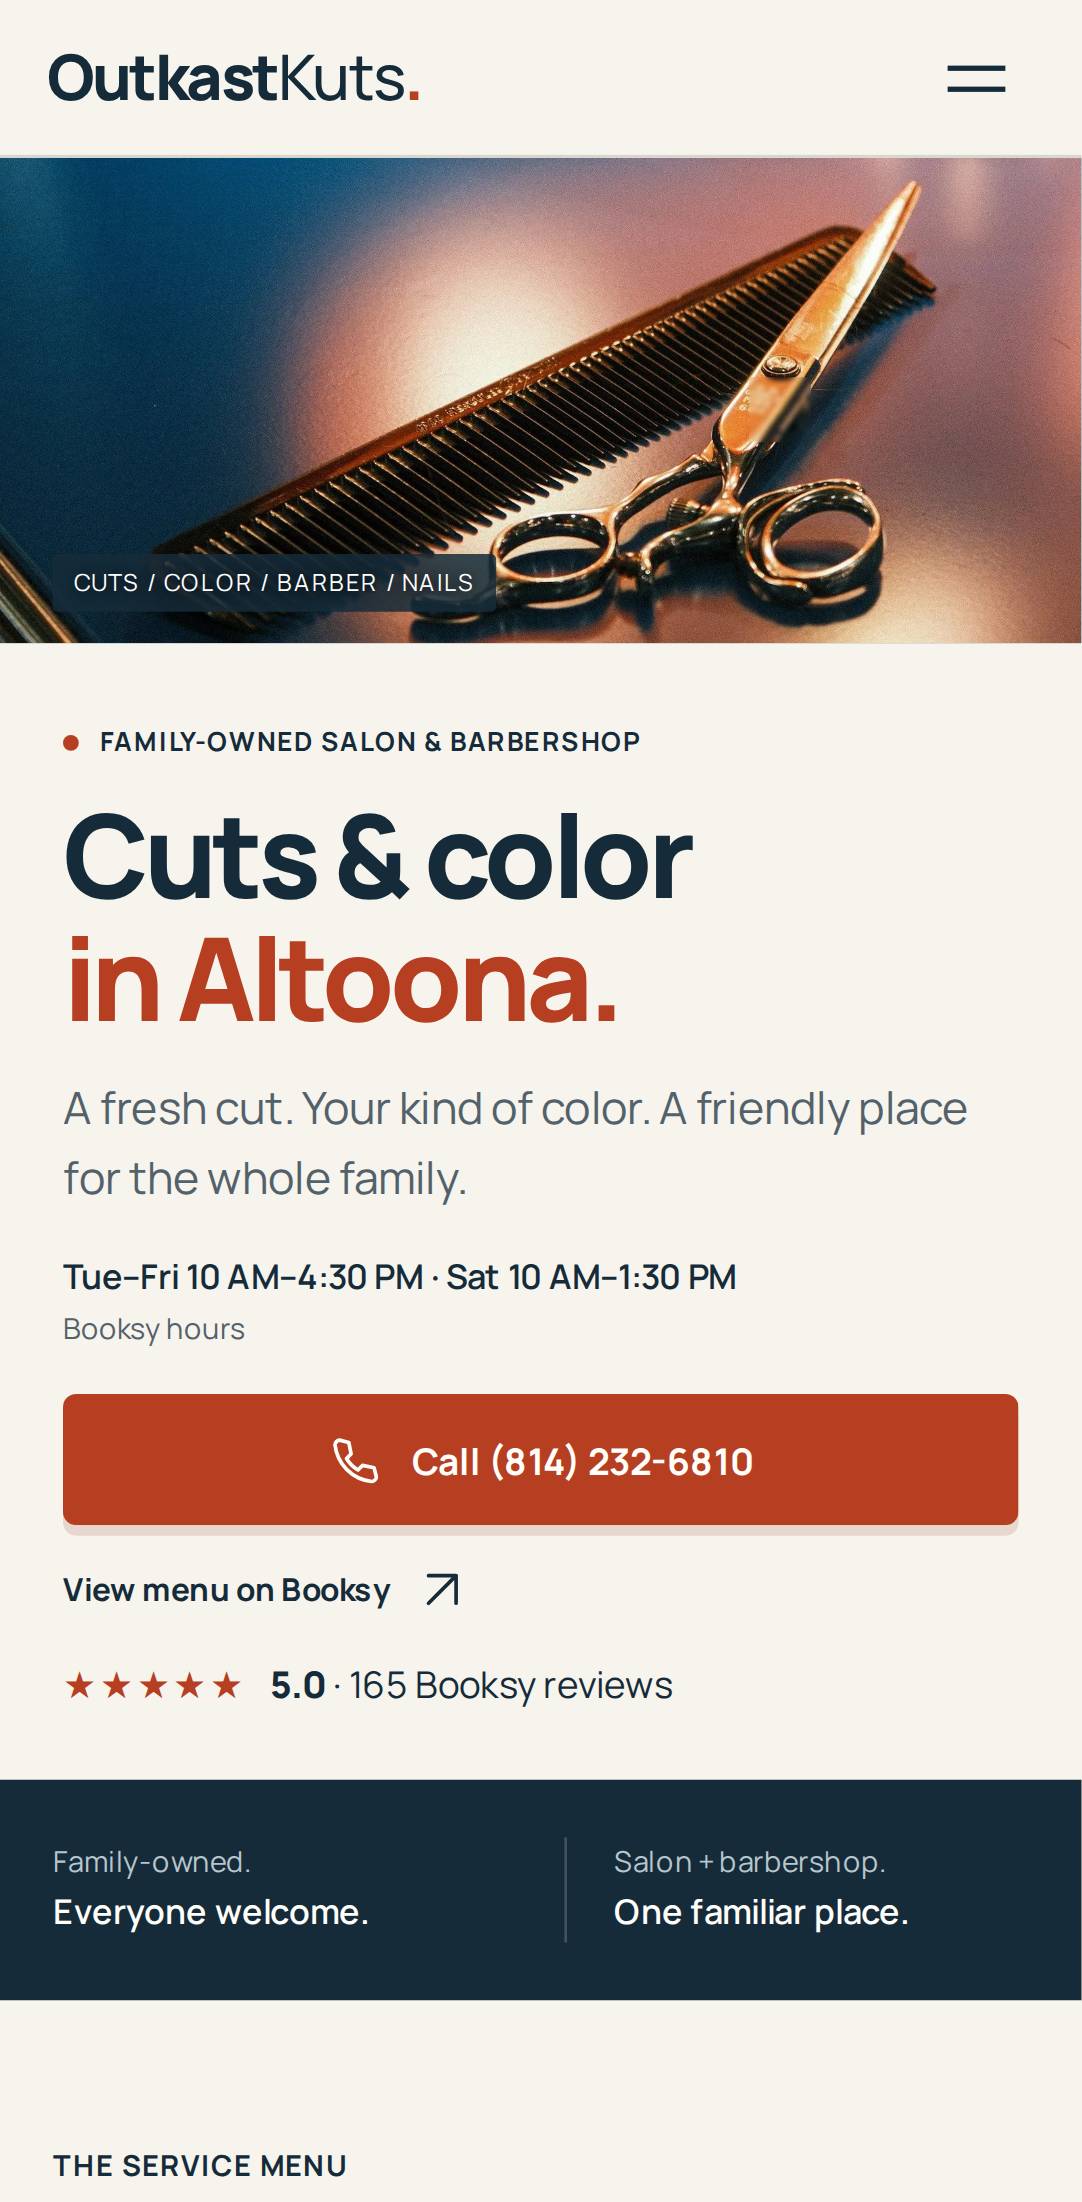 OutkastKuts.
CUTS / COLOR / BARBER / NAILS
FAMILY-OWNED SALON & BARBERSHOP
Cuts & color
in Altoona.
A fresh cut. Your kind of color. A friendly place
for the whole family.
Tue–Fri 10 AM–4:30 PM · Sat 10 AM–1:30 PM
Booksy hours
Call (814) 232-6810
View menu on Booksy
★★★★★ 5.0 · 165 Booksy reviews
Family-owned.
Everyone welcome.
Salon + barbershop.
One familiar place.
THE SERVICE MENU